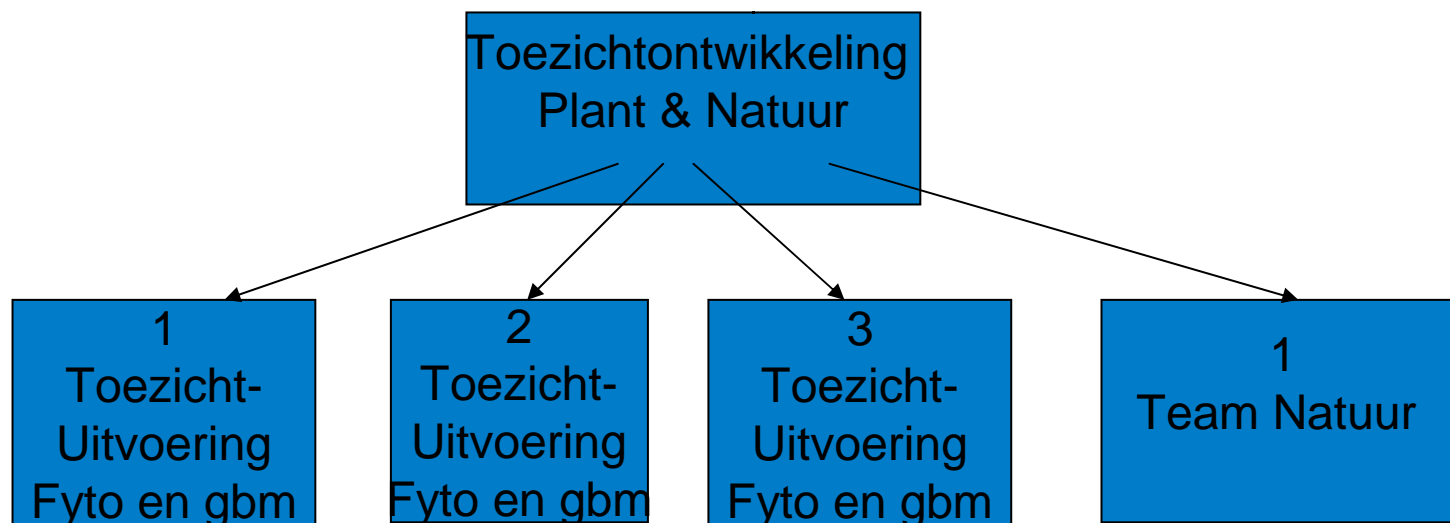 Toezichtontwikkeling
Plant & Natuur
1
Toezicht-
Uitvoering
Fyto en gbm
2
Toezicht-
Uitvoering
Fyto en gbm
3
Toezicht-
Uitvoering
Fyto en gbm
1
Team Natuur